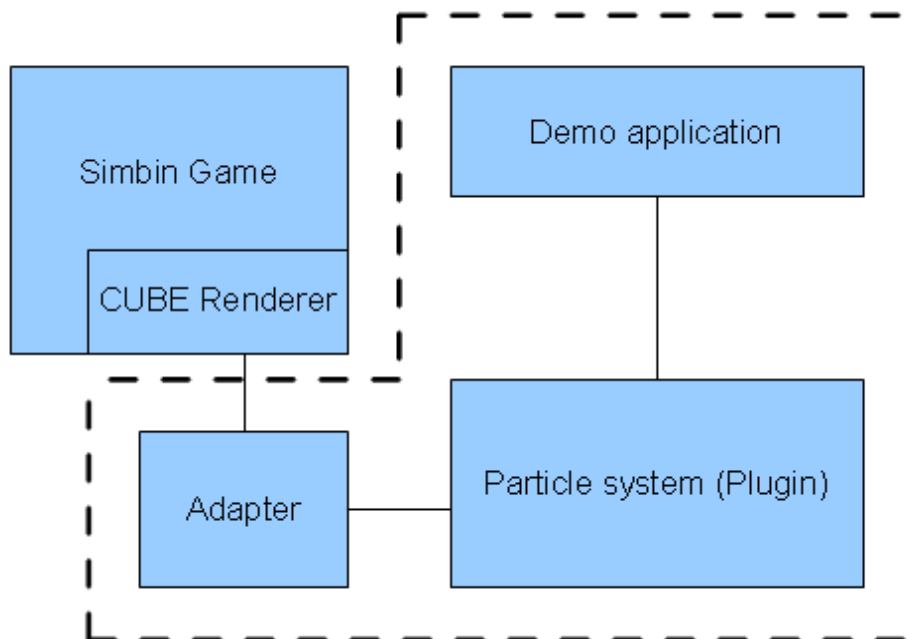 Simbin Game
CUBE Renderer
Demo application
Adapter
Particle system (Plugin)